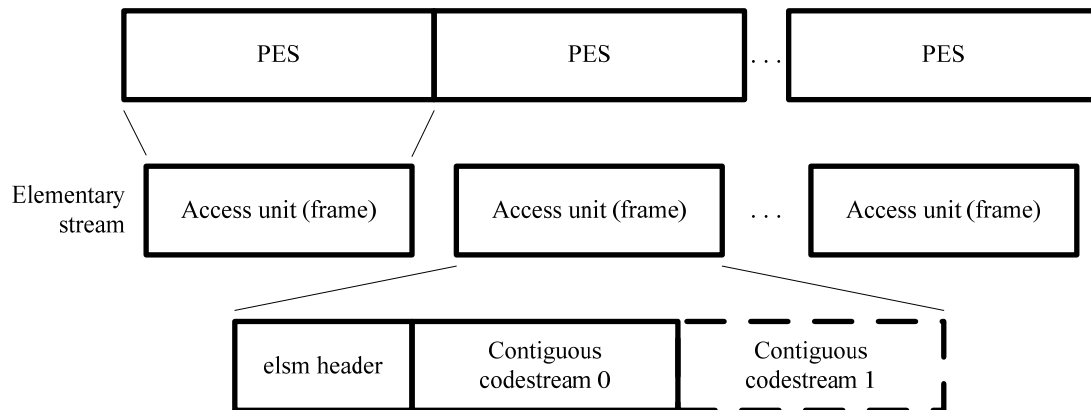 PES
PES
. . .
PES
Elementary
stream
Access unit (frame)
Access unit (frame)
. . .
Access unit (frame)
elsm header
Contiguous
codestream 0
Contiguous
codestream 1